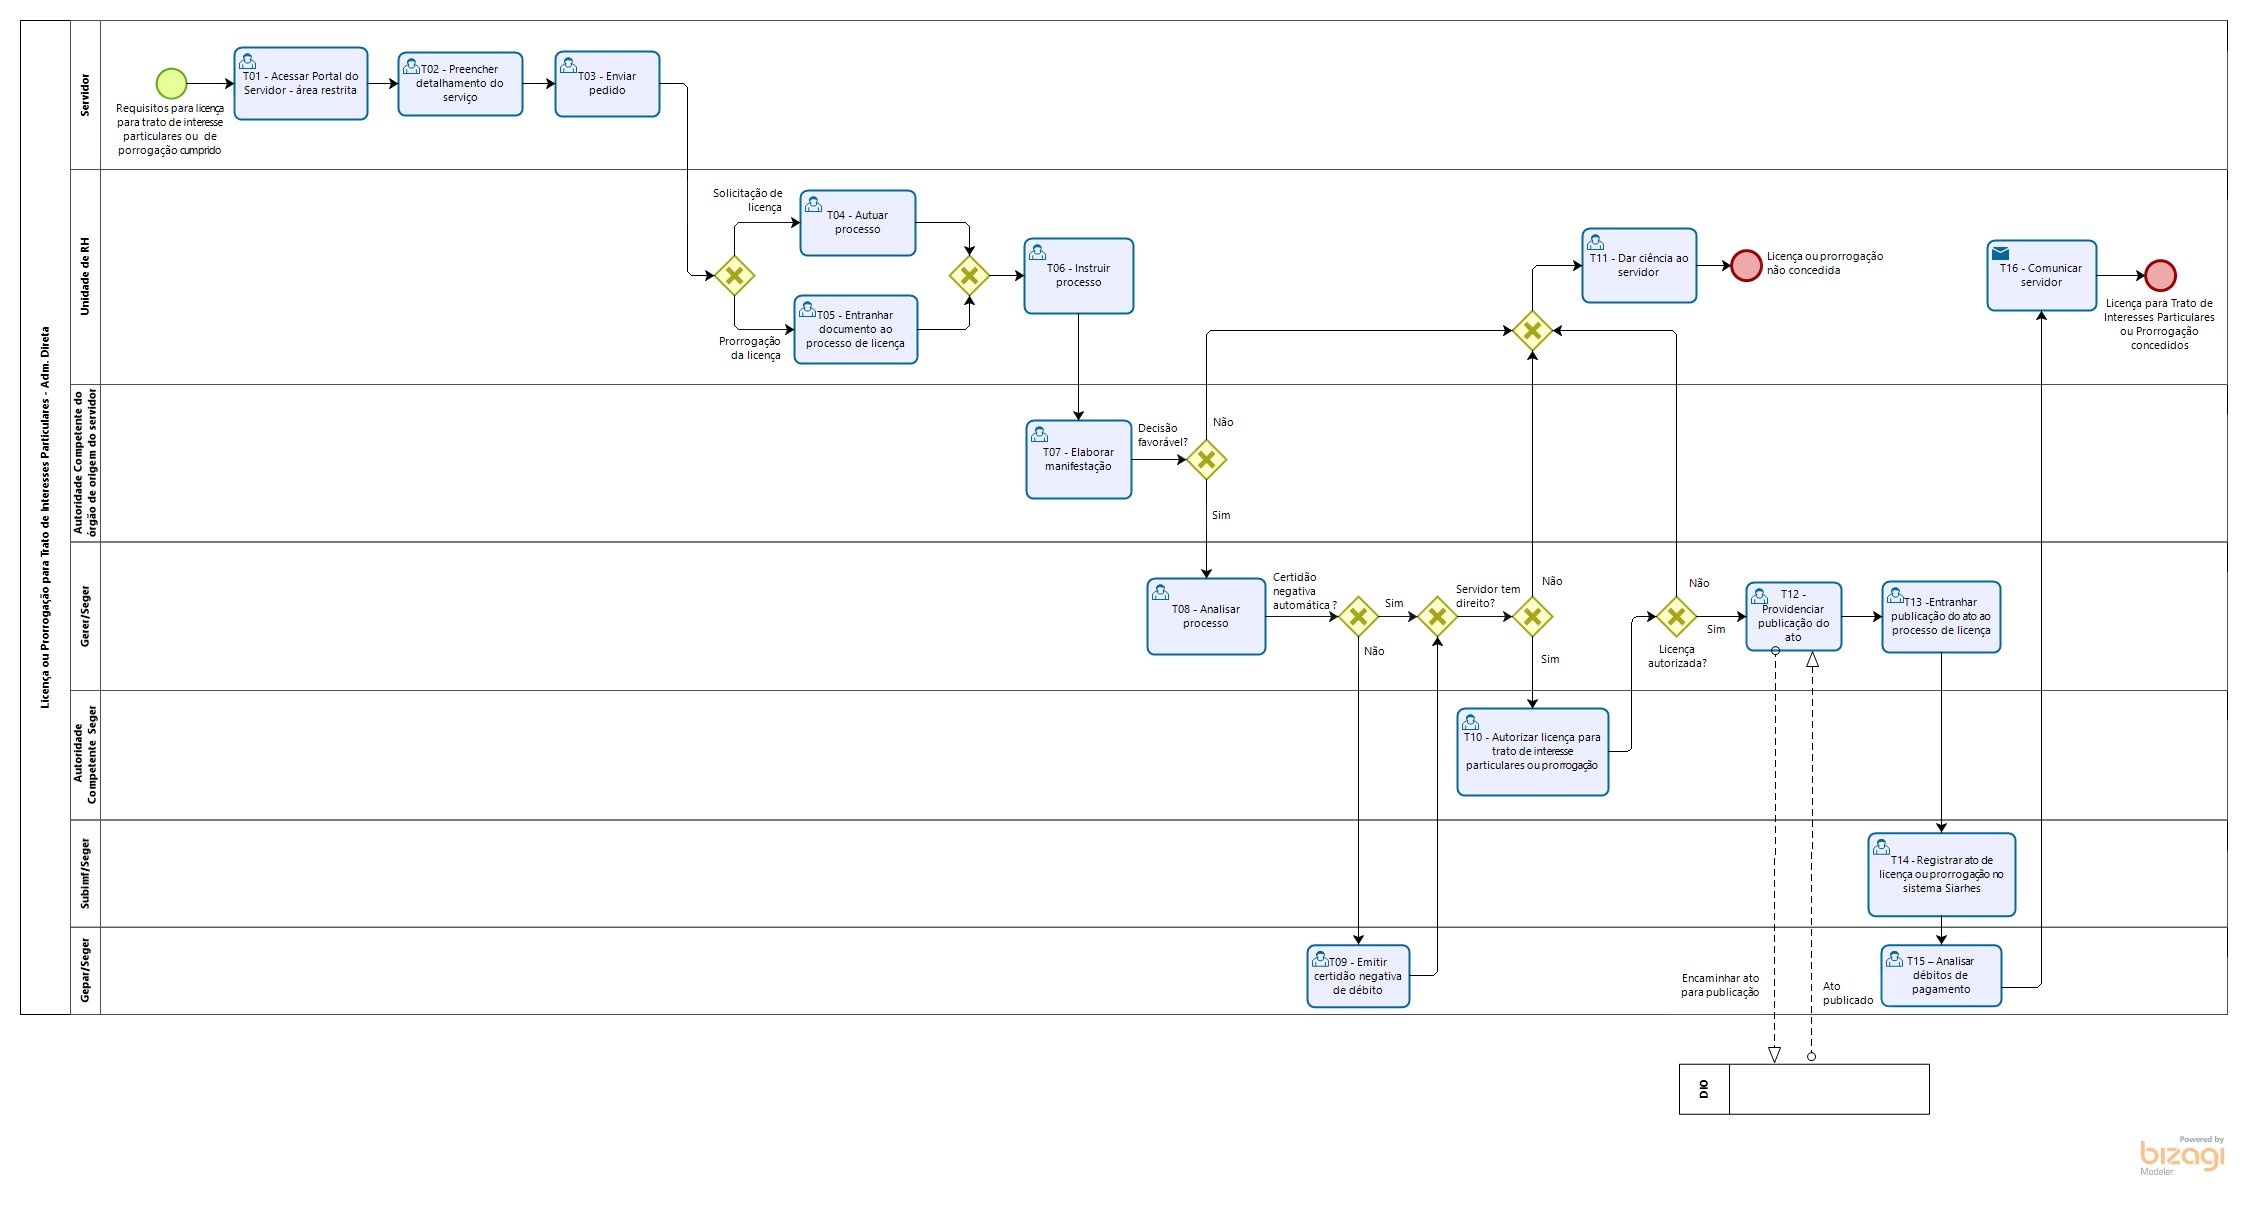 Licença ou Prorrogação para Trato de Interesses Particulares - Adm. Direta
Servidor
Requisitos para licença
para trato de interesse
particulares ou de
porrogação cumprido
T01 - Acessar Portal do
Servidor - área restrita
T02 - Preencher
detalhamento do
serviço
T03 - Enviar
pedido
Unidade de RH
Solicitação de
licença
Prorrogação
da licença
T04 - Autuar
processo
T05 - Entranhar
documento ao
processo de licença
T06 - Instruir
processo
T11 - Dar ciência ao
servidor
Licença ou prorrogação
não concedida
T16 - Comunicar
servidor
Licença para Trato de
Interesses Particulares
ou Prorrogação
concedidos
Autoridade Competente do
órgão de origem do servidor
T07 - Elaborar
manifestação
Decisão
favorável?
Não
Sim
Gerer/Seger
T08 - Analisar
processo
Certidão
negativa
automática ?
Sim
Não
Servidor tem
direito?
Não
Sim
Licença
autorizada?
Não
Sim
T12 -
Providenciar
publicação do
ato
T13 -Entranhar
publicação do ato ao
processo de licença
Autoridade
Competente Seger
T10 - Autorizar licença para
trato de interesse
particulares ou prorrogação
Subimf/Seger
T14 - Registrar ato de
licença ou prorrogação no
sistema Siarhes
Gepar/Seger
T09 - Emitir
certidão negativa
de débito
T15 – Analisar
débitos de
pagamento
Encaminhar ato
para publicação
Ato
publicado
DIO
Powered by
bizagi
Modeler